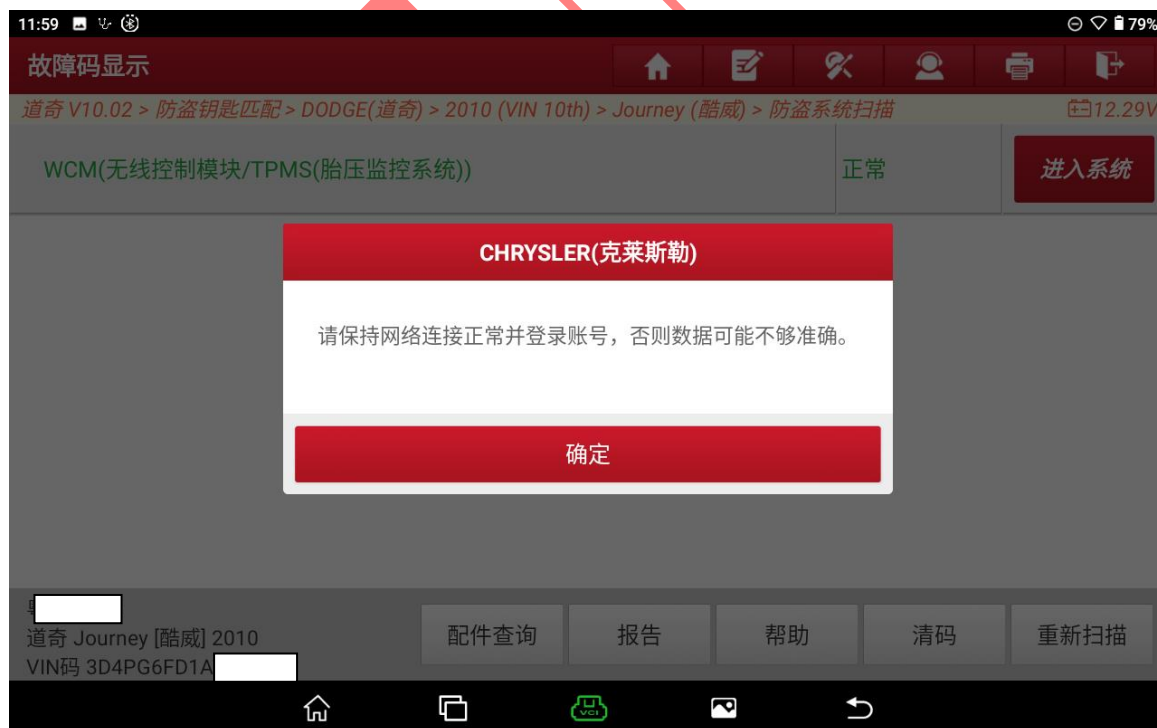 11:59
79%
故障码显示
道奇 V10.02 > 防盗钥匙匹配 > DODGE(道奇) > 2010 (VIN 10th) > Journey (酷威) > 防盗系统扫描
12.29V
WCM(无线控制模块/TPMS(胎压监控系统))
正常
进入系统
CHRYSLER(克莱斯勒)
请保持网络连接正常并登录账号，否则数据可能不够准确。
确定
道奇 Journey [酷威] 2010
VIN码 3D4PG6FD1A
配件查询
报告
帮助
清码
重新扫描
VCI